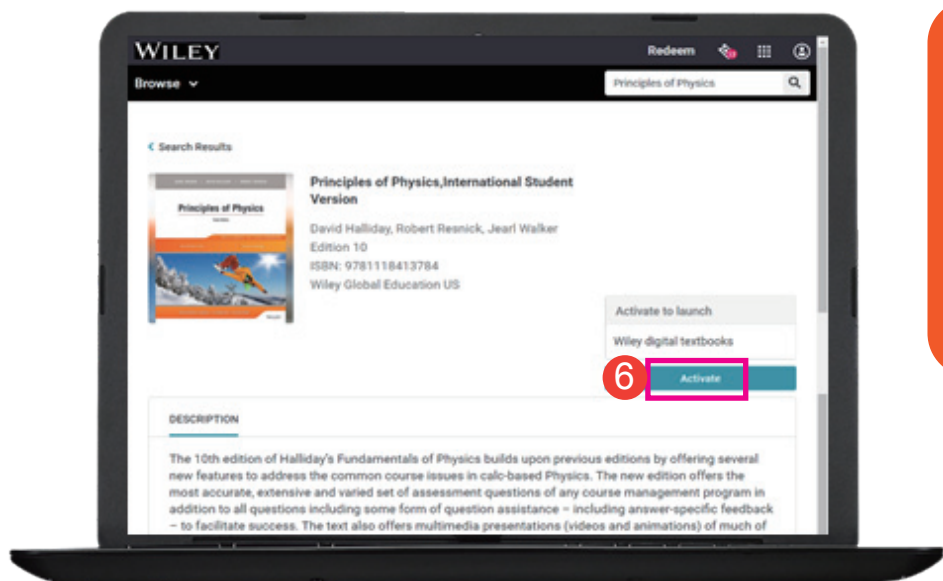 WILEY
Redeem
Browse
Principles of Physics
Search Results
Principles of Physics
Principles of Physics,International Student
Version
David Halliday, Robert Resnick, Jearl Walker
Edition 10
ISBN: 9781118413784
Wiley Global Education US
Activate to launch
Wiley digital textbooks
6
Activate
DESCRIPTION
The 10th edition of Halliday's Fundamentals of Physics builds upon previous editions by offering several
new features to address the common course issues in calc-based Physics. The new edition offers the
most accurate, extensive and varied set of assessment questions of any course management program in
addition to all questions including some form of question assistance – including answer-specific feedback
– to facilitate success. The text also offers multimedia presentations (videos and animations) of much of